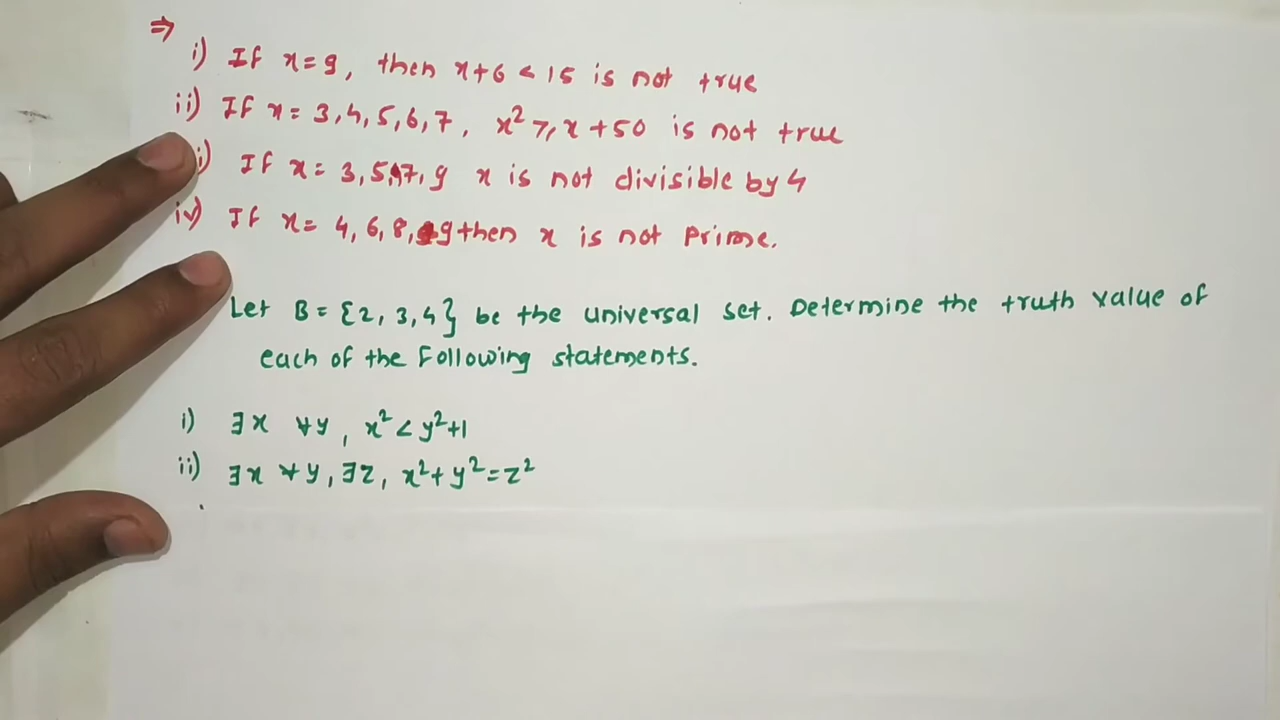 ⇒
i) If x=9, then x+6 < 15 is not true
ii) If x= 3,4,5,6,7, x² ≥ x +50 is not true
i) If x= 3,5,7,9 x is not divisible by 4
iv) If x= 4,6,8,9 then x is not Prime.
Let B = {2, 3, 4} be the universal set. Determine the truth value of
each of the Following statements.
i) ∃x ∀y, x² < y²+1
ii) ∃x ∀y, ∃z, x²+ y² = z²